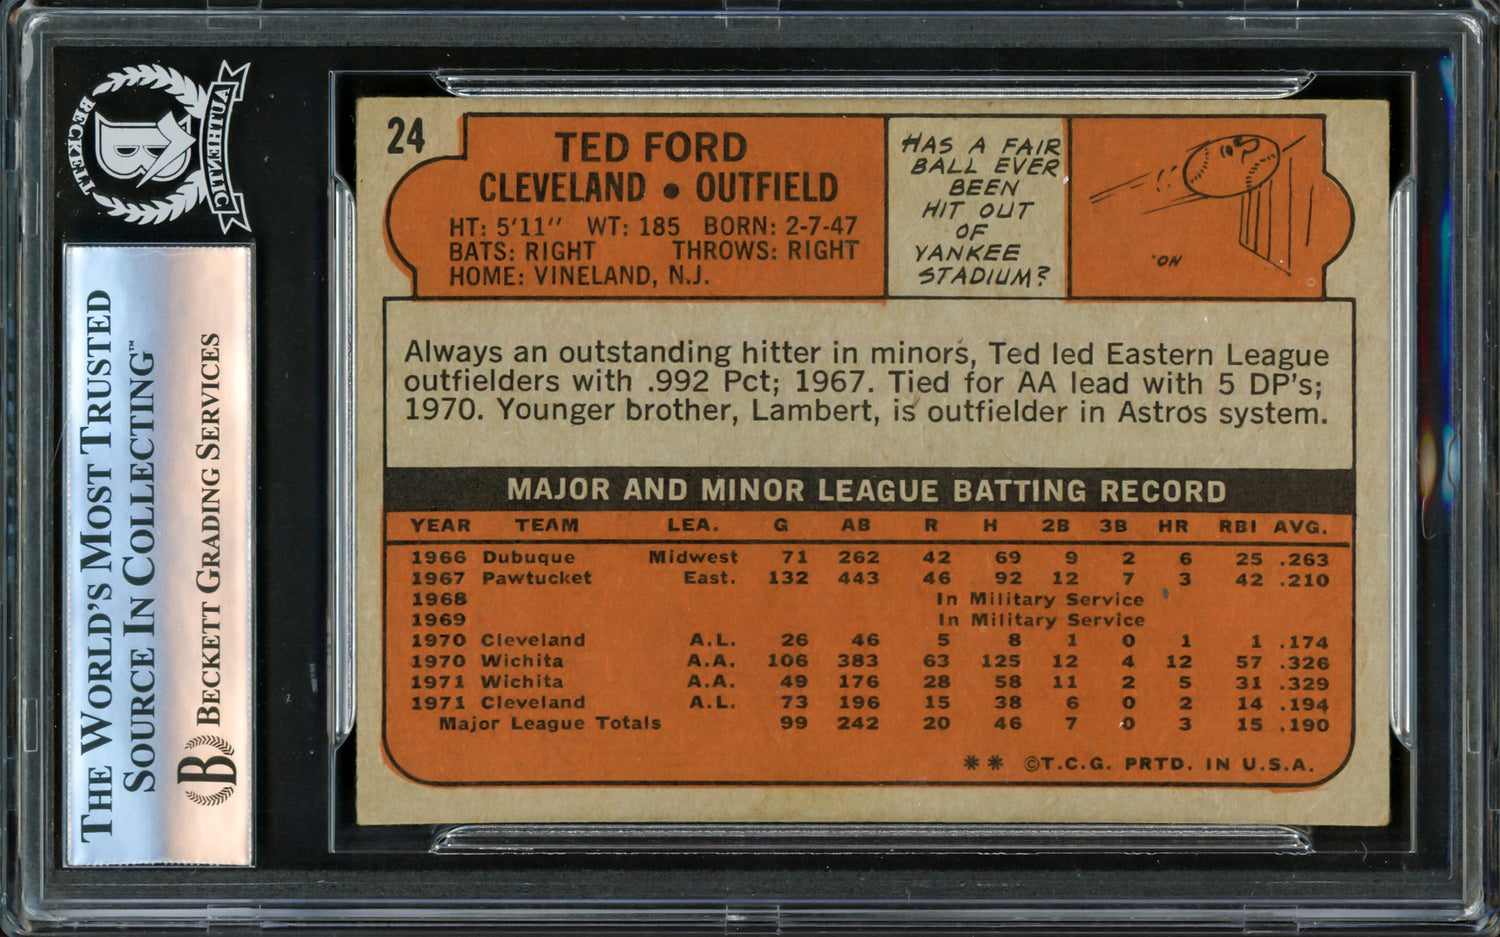 BECKETT
AUTHENTIC
THE WORLD'S MOST TRUSTED
SOURCE IN COLLECTING™
BECKETT GRADING SERVICES
24
TED FORD
CLEVELAND • OUTFIELD
HT: 5'11" WT: 185 BORN: 2-7-47
BATS: RIGHT THROWS: RIGHT
HOME: VINELAND, N.J.
HAS A FAIR
BALL EVER
BEEN
HIT OUT
OF
YANKEE
STADIUM?
"ON
Always an outstanding hitter in minors, Ted led Eastern League
outfielders with .992 Pct; 1967. Tied for AA lead with 5 DP's;
1970. Younger brother, Lambert, is outfielder in Astros system.
MAJOR AND MINOR LEAGUE BATTING RECORD
YEAR TEAM LEA. G AB R H 2B 3B HR RBI AVG.
1966 Dubuque Midwest 71 262 42 69 9 2 6 25 .263
1967 Pawtucket East. 132 443 46 92 12 7 3 42 .210
1968 In Military Service
1969 In Military Service
1970 Cleveland A.L. 26 46 5 8 1 0 1 1 .174
1970 Wichita A.A. 106 383 63 125 12 4 12 57 .326
1971 Wichita A.A. 49 176 28 58 11 2 5 31 .329
1971 Cleveland A.L. 73 196 15 38 6 0 2 14 .194
Major League Totals 99 242 20 46 7 0 3 15 .190
** ©T.C.G. PRTD. IN U.S.A.